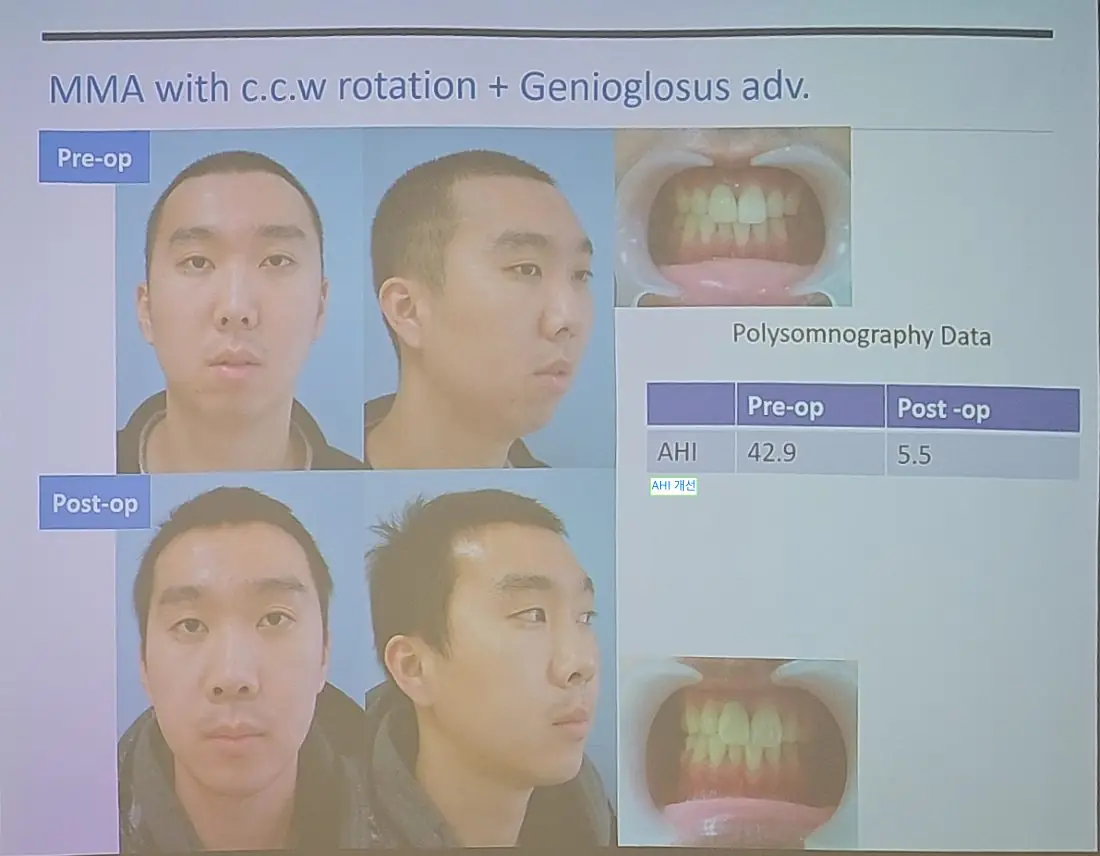 MMA with c.c.w rotation + Genioglosus adv.
Pre-op
Polysomnography Data
Pre-op Post -op
AHI 42.9 5.5
AHI 개선
Post-op